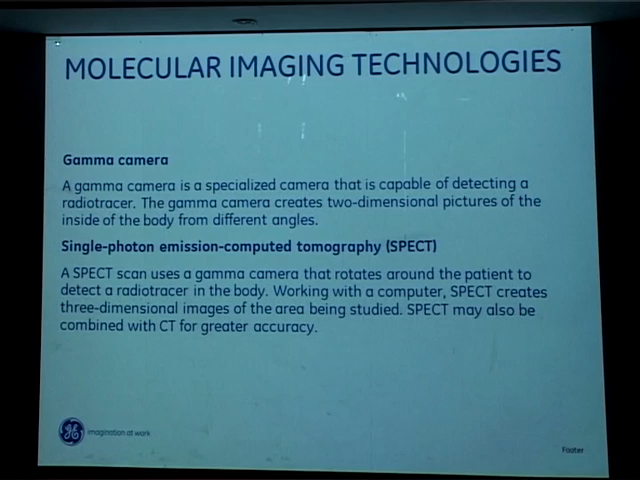 MOLECULAR IMAGING TECHNOLOGIES
Gamma camera
A gamma camera is a specialized camera that is capable of detecting a
radiotracer. The gamma camera creates two-dimensional pictures of the
inside of the body from different angles.
Single-photon emission-computed tomography (SPECT)
A SPECT scan uses a gamma camera that rotates around the patient to
detect a radiotracer in the body. Working with a computer, SPECT creates
three-dimensional images of the area being studied. SPECT may also be
combined with CT for greater accuracy.
GE imagination at work
Footer